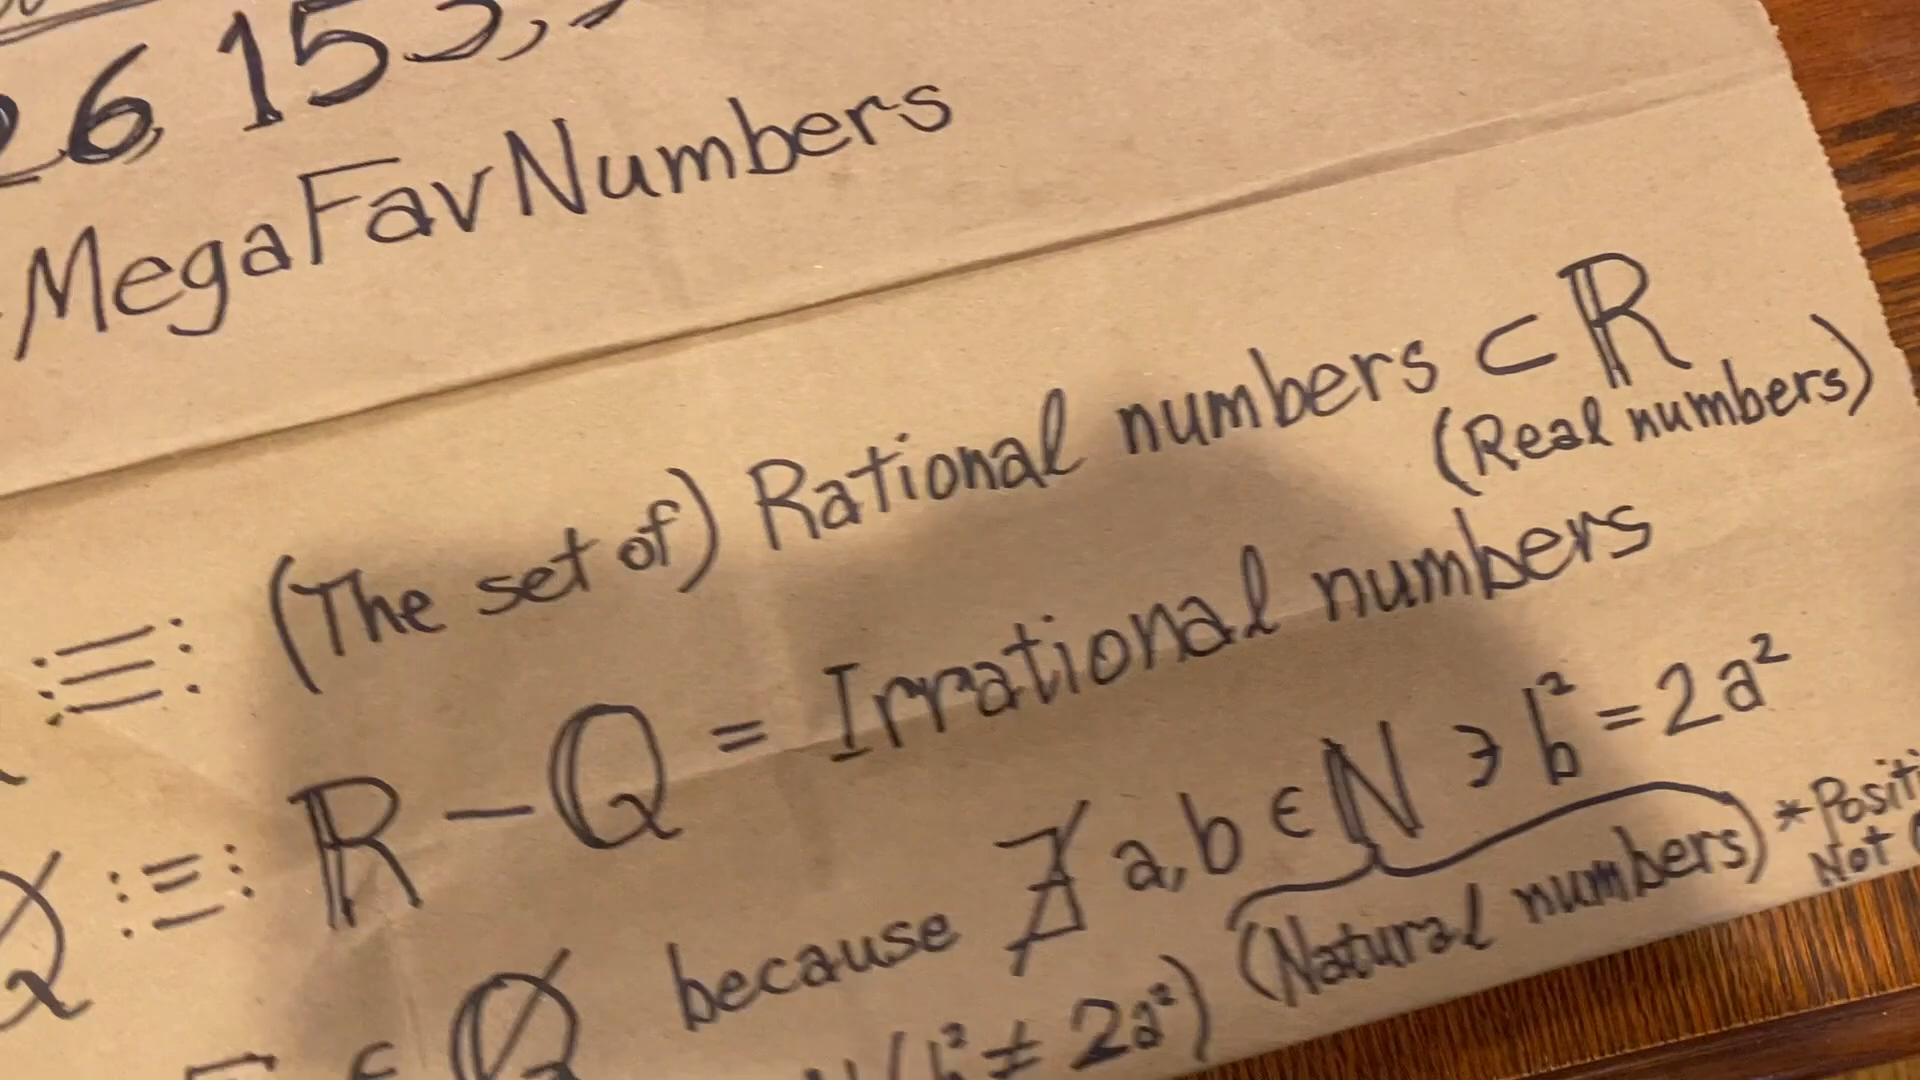 26,155,
MegaFavNumbers
(The set of) Rational numbers ⊂ ℝ
(Real numbers)
ℚ̸ ≡ ℝ − ℚ = Irrational numbers
∈ ℚ̸ because ∄ a,b ∈ ℕ ∋ b² = 2a²
(Natural numbers) *Positi
Not
b² ≠ 2a²)